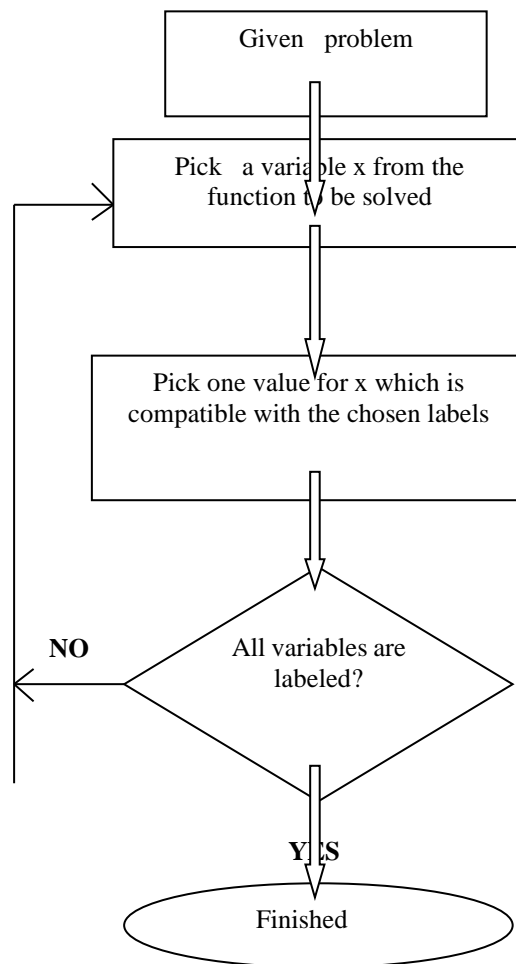 Given problem
Pick a variable x from the
function to be solved
Pick one value for x which is
compatible with the chosen labels
All variables are
labeled?
NO
YES
Finished